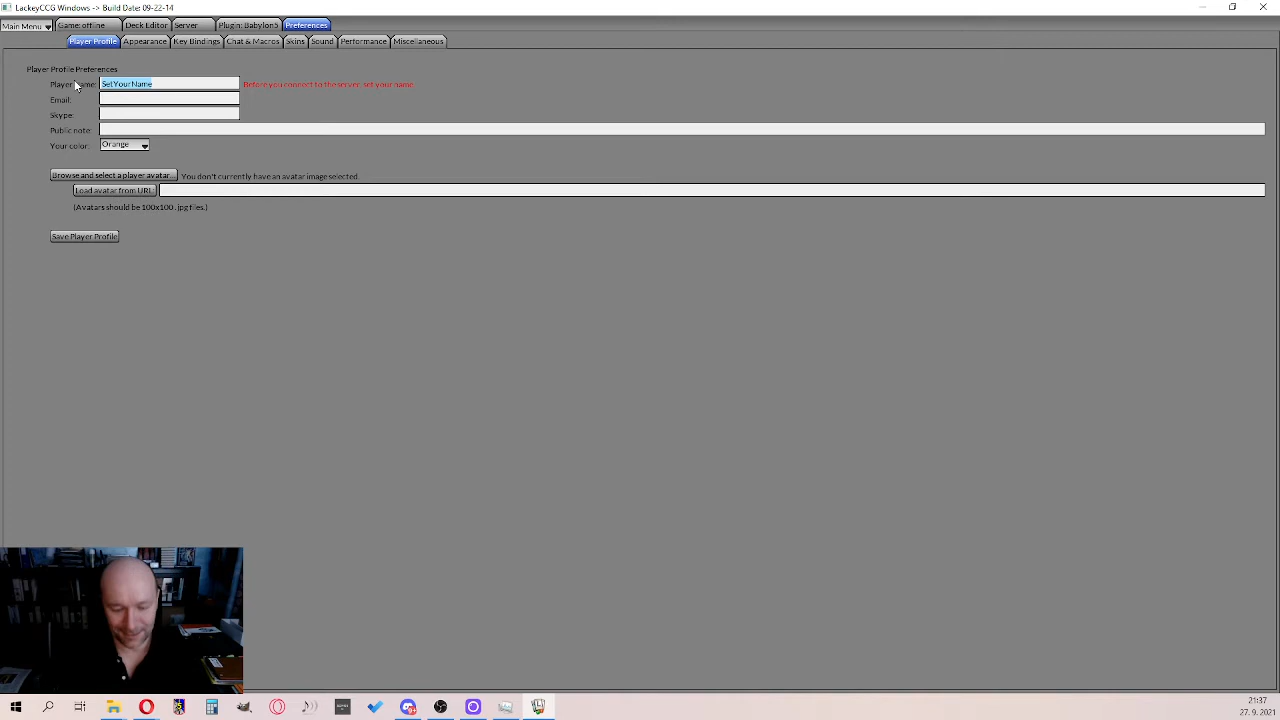 LackeyCCG Windows -> Build Date: 09-22-14
Main Menu Game: offline Deck Editor Server Plugin: Babylon5 Preferences
Player Profile Appearance Key Bindings Chat & Macros Skins Sound Performance Miscellaneous
Player Profile Preferences
Player name: SetYourName Before you connect to the server, set your name.
Email:
Skype:
Public note:
Your color: Orange
Browse and select a player avatar... You don't currently have an avatar image selected.
Load avatar from URL:
(Avatars should be 100x100 .jpg files.)
Save Player Profile
21:37
27. 9. 2021